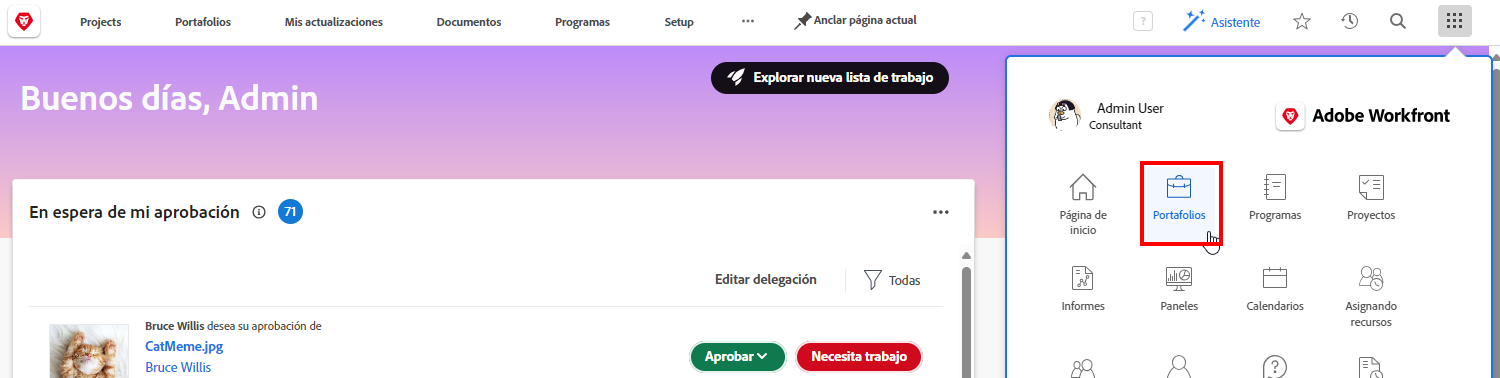 Projects Portafolios Mis actualizaciones Documentos Programas Setup ... Anclar página actual ? Asistente
Explorar nueva lista de trabajo
Buenos días, Admin
En espera de mi aprobación 71 ...
Editar delegación Todas
Bruce Willis desea su aprobación de
CatMeme.jpg
Bruce Willis
Aprobar Necesita trabajo
Admin User
Consultant
Adobe Workfront
Página de inicio
Portafolios
Programas
Proyectos
Informes
Paneles
Calendarios
Asignando recursos